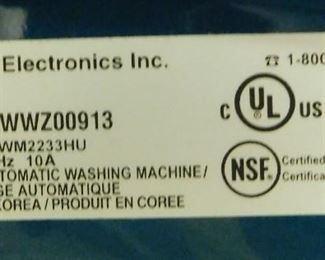 Electronics Inc.
1-800
WWZ00913
WM2233HU
Hz 10A
TOMATIC WASHING MACHINE/
GE AUTOMATIQUE
KOREA / PRODUIT EN COREE
C UL US
NSF
Certified
Certifica